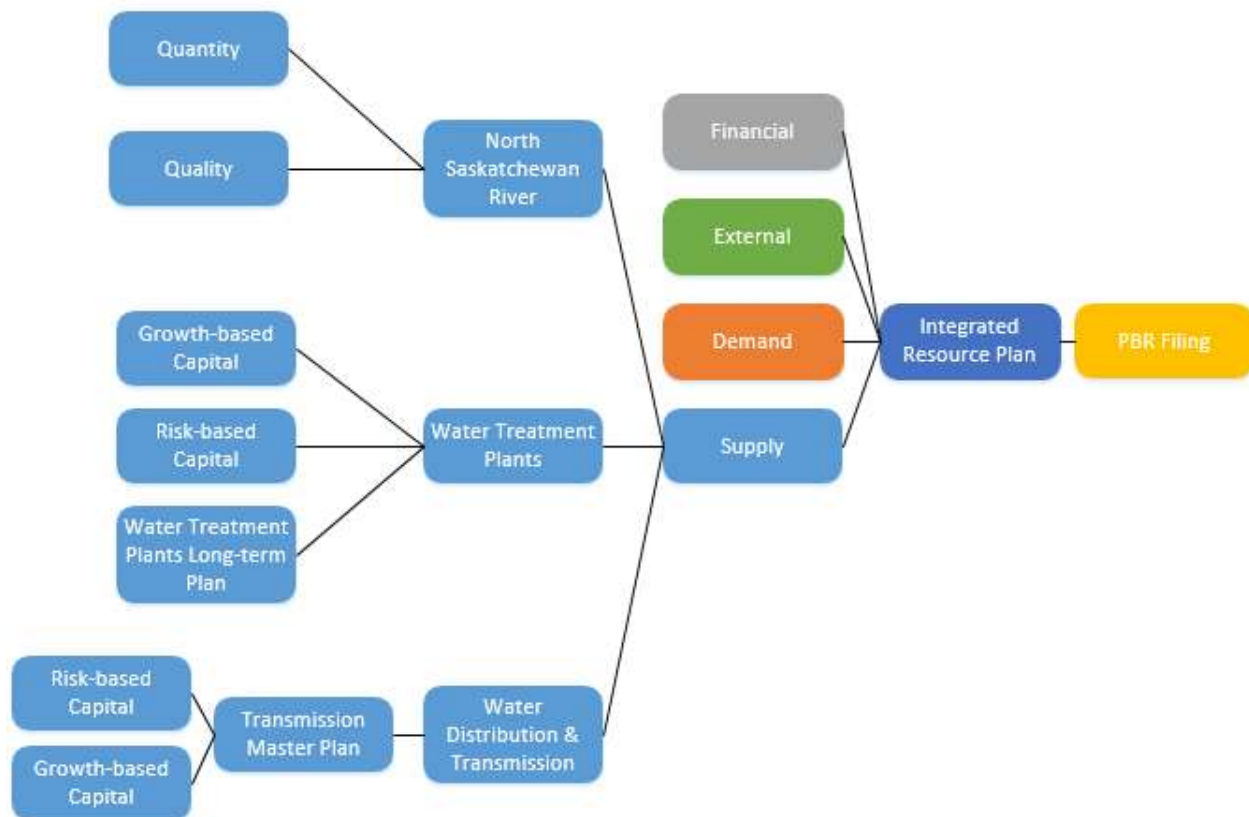 Quantity
Quality
North
Saskatchewan
River
Financial
External
Demand
Supply
Integrated
Resource Plan
PBR Filing
Growth-based
Capital
Risk-based
Capital
Water Treatment
Plants Long-term
Plan
Water Treatment
Plants
Risk-based
Capital
Growth-based
Capital
Transmission
Master Plan
Water
Distribution &
Transmission